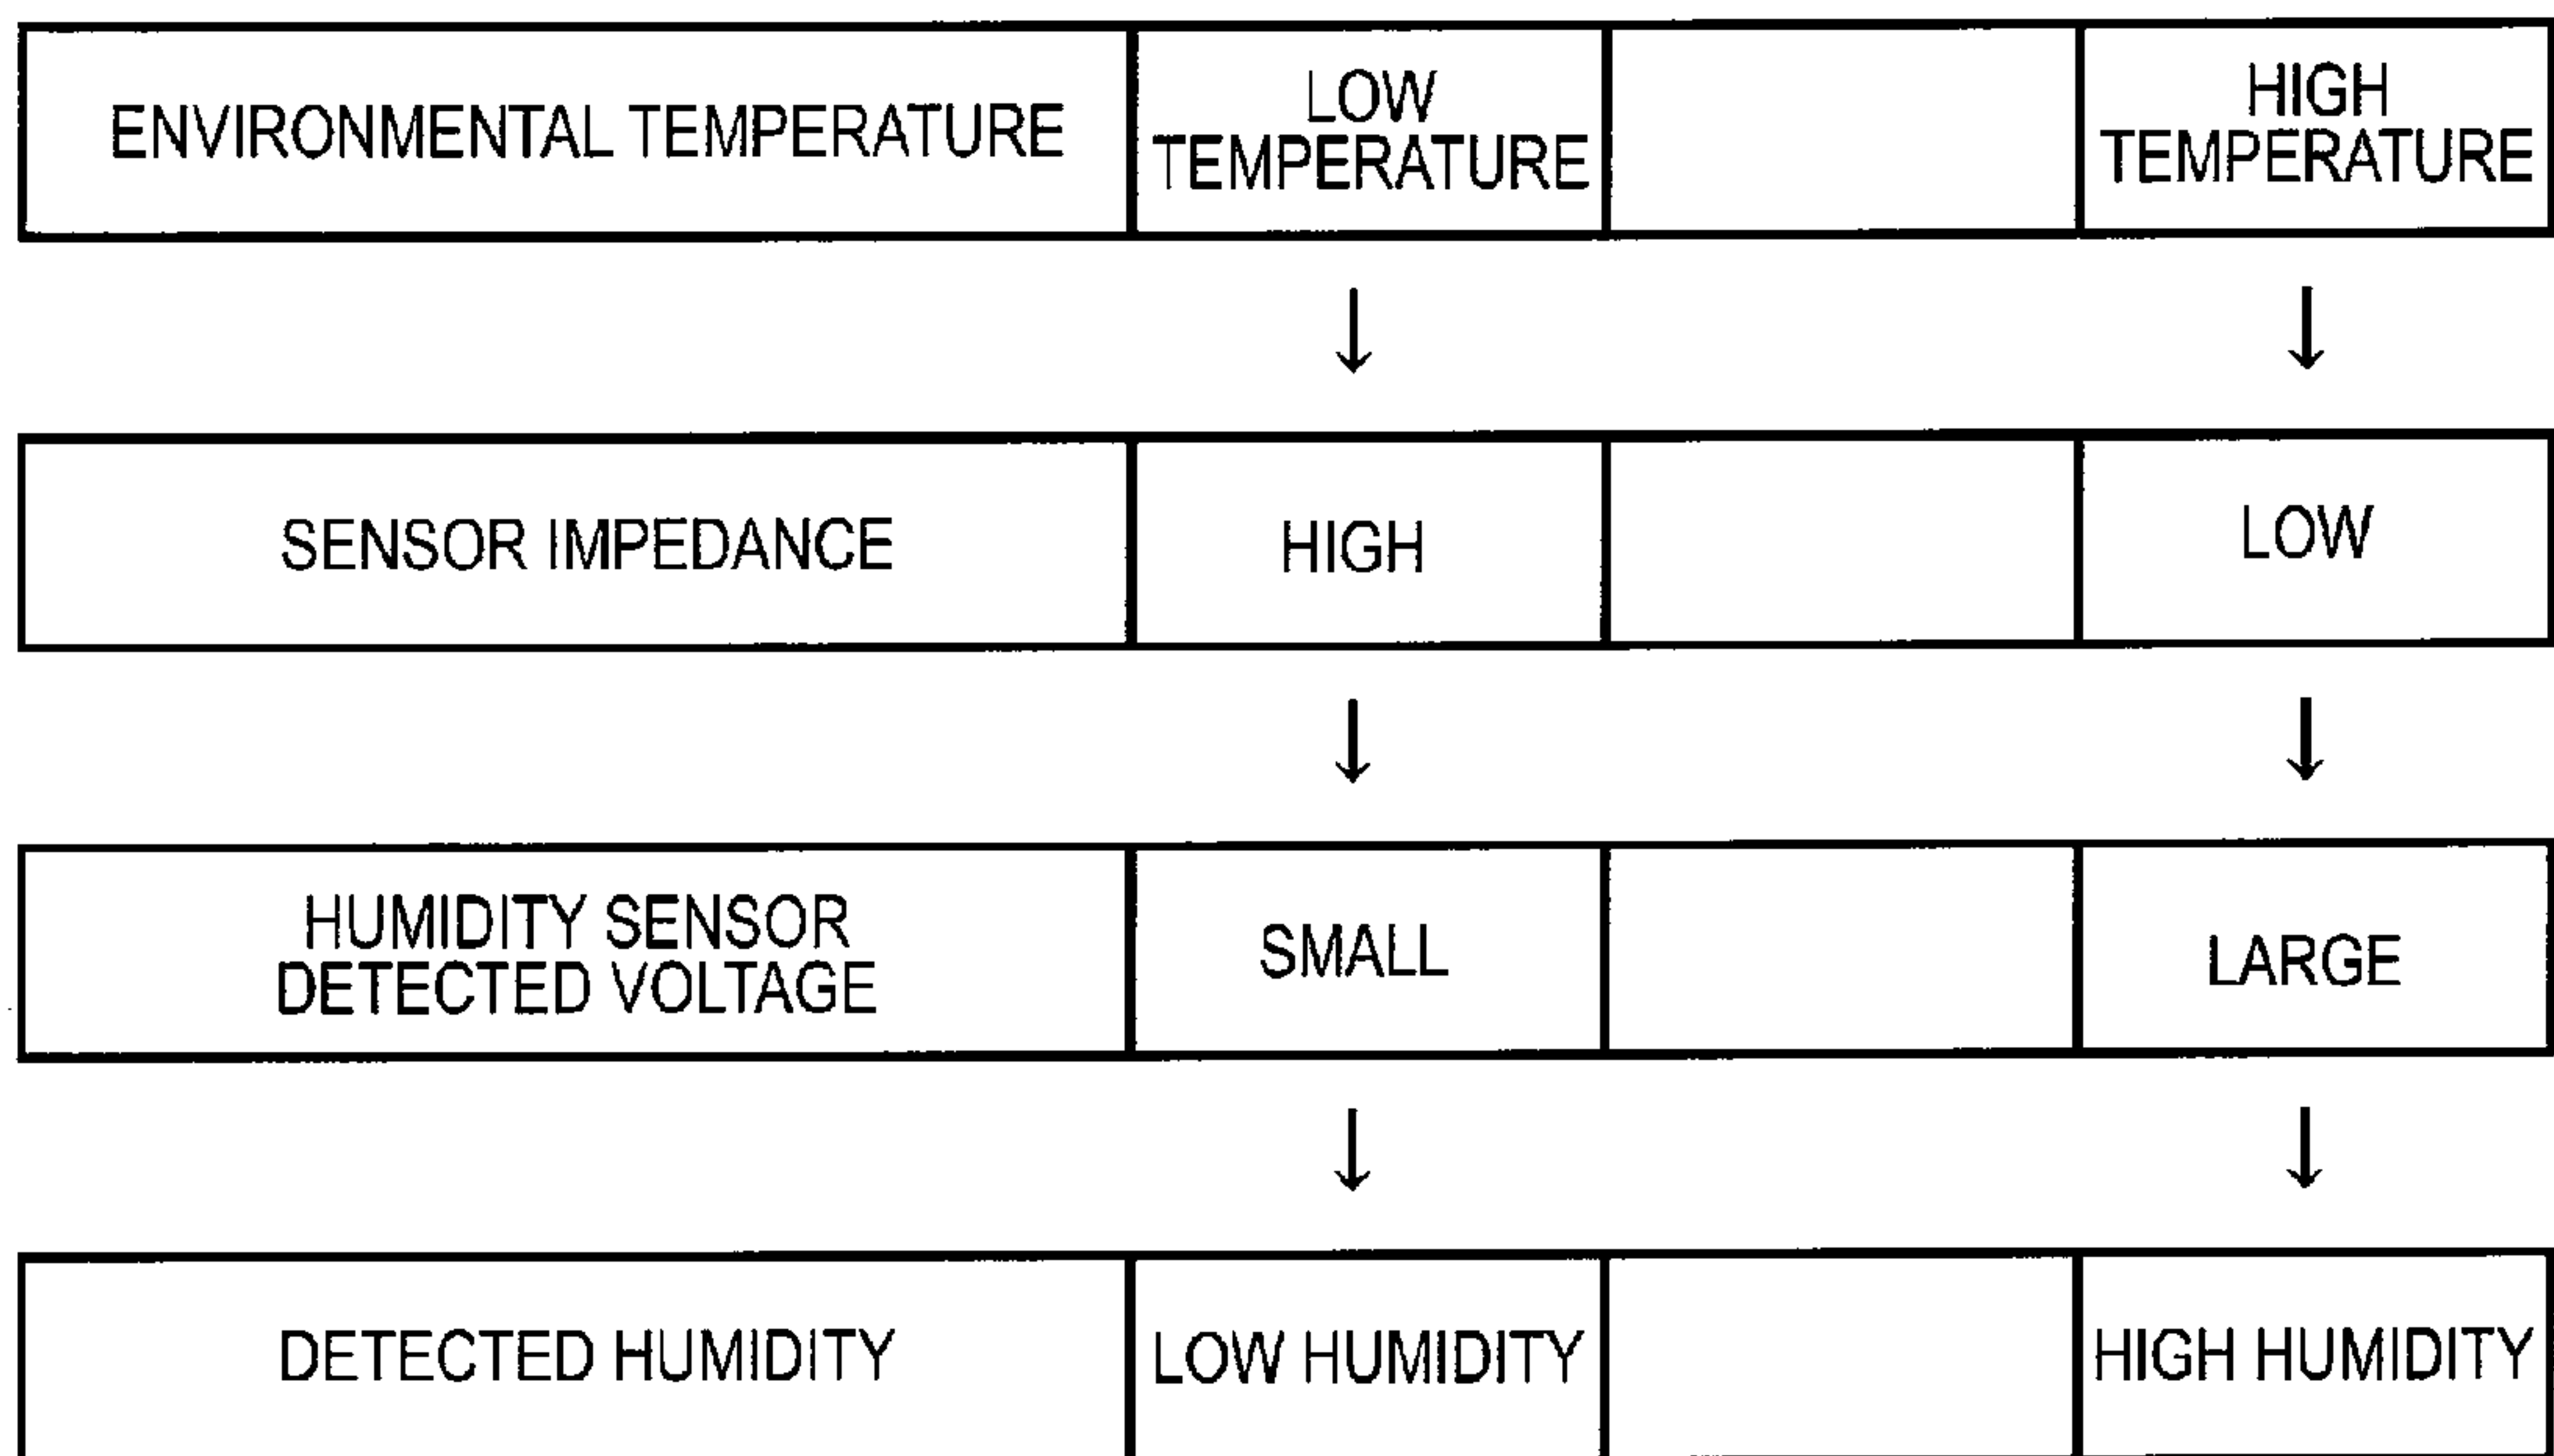 ENVIRONMENTAL TEMPERATURE
LOW
TEMPERATURE
HIGH
TEMPERATURE
SENSOR IMPEDANCE
HIGH
LOW
HUMIDITY SENSOR
DETECTED VOLTAGE
SMALL
LARGE
DETECTED HUMIDITY
LOW HUMIDITY
HIGH HUMIDITY